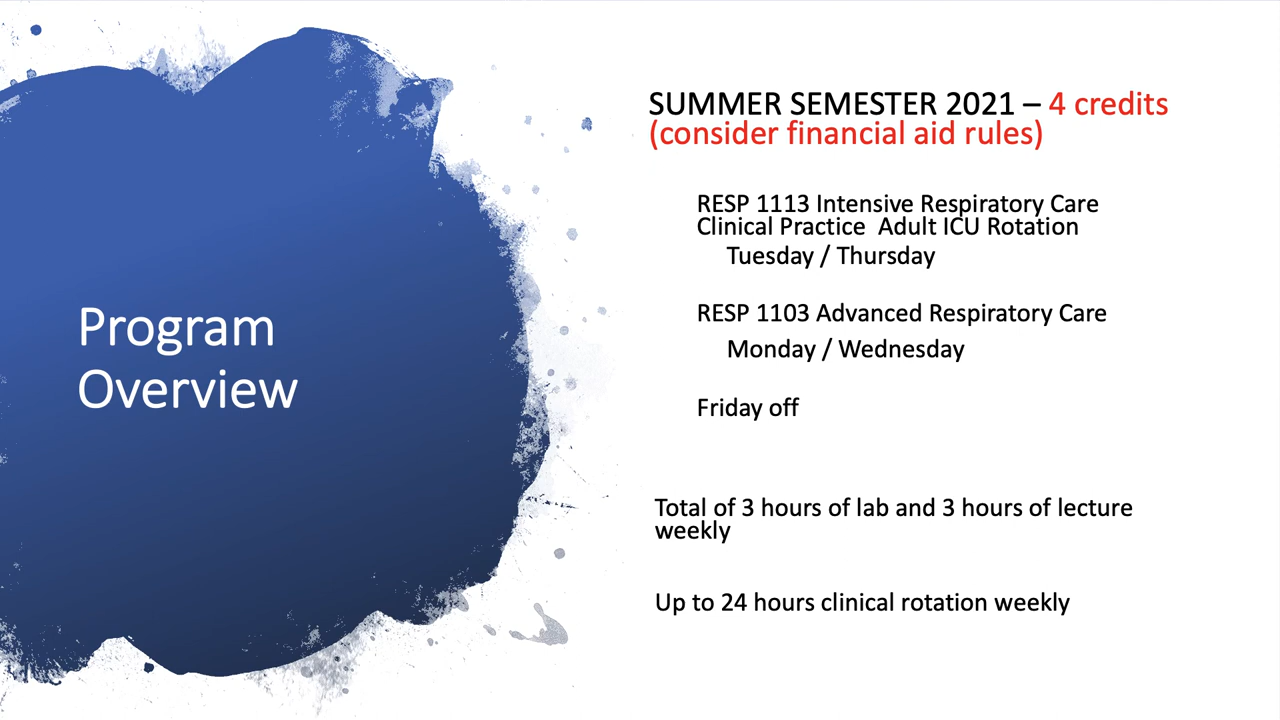 Program
Overview
SUMMER SEMESTER 2021 – 4 credits
(consider financial aid rules)
RESP 1113 Intensive Respiratory Care
Clinical Practice  Adult ICU Rotation
Tuesday / Thursday
RESP 1103 Advanced Respiratory Care
Monday / Wednesday
Friday off
Total of 3 hours of lab and 3 hours of lecture
weekly
Up to 24 hours clinical rotation weekly